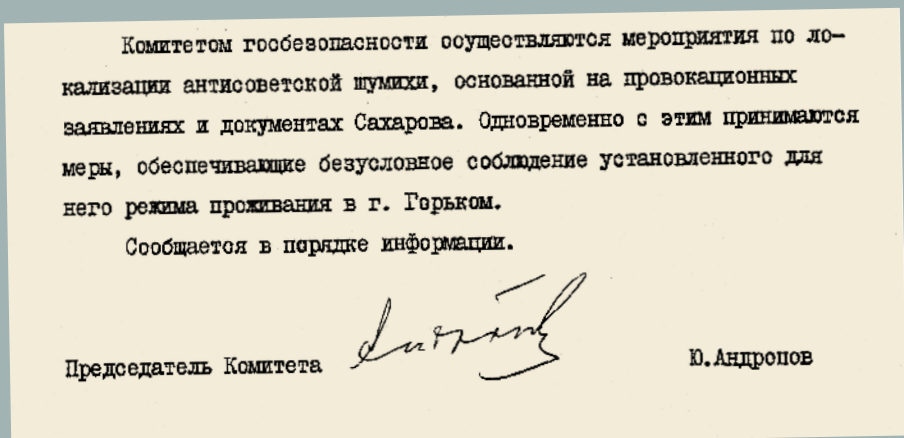 Комитетом госбезопасности осуществляются мероприятия по ло-
кализации антисоветской шумихи, основанной на провокационных
заявлениях и документах Сахарова. Одновременно с этим принимаются
меры, обеспечивающие безусловное соблюдение установленного для
него режима проживания в г. Горьком.
Сообщается в порядке информации.
Председатель Комитета Ю.Андропов